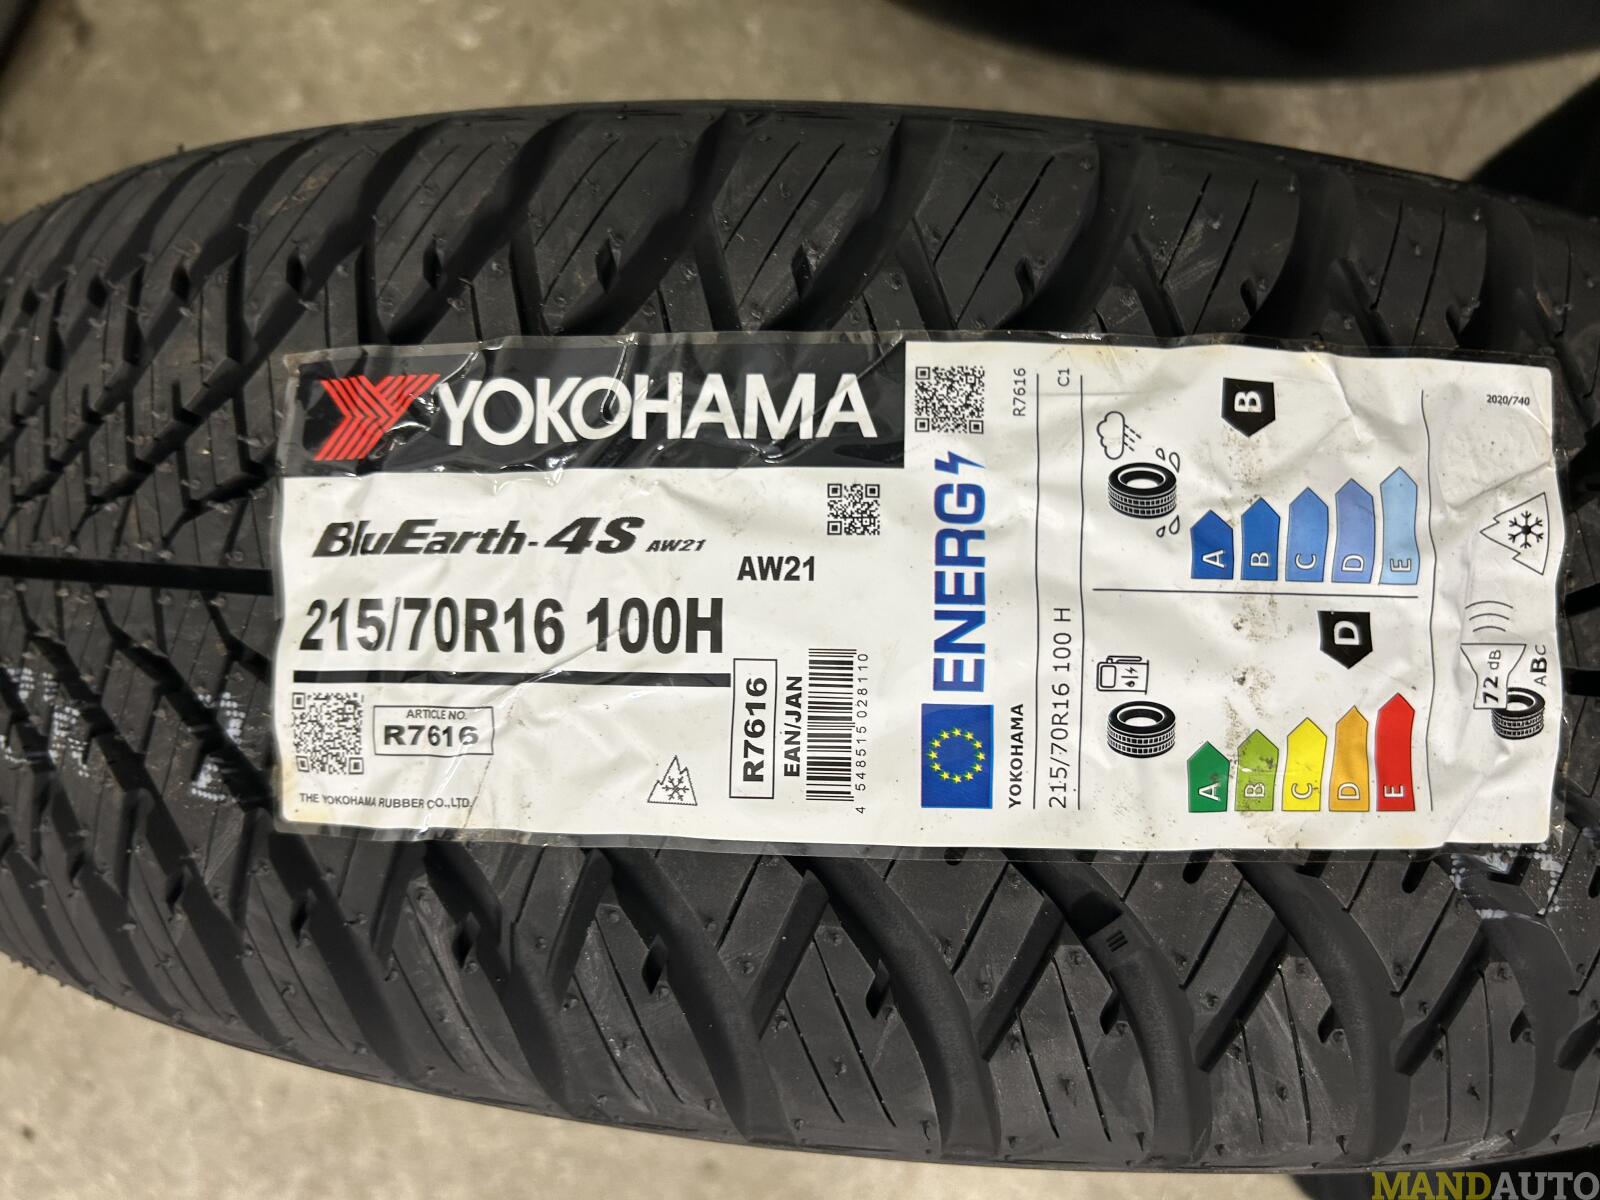 YOKOHAMA
BluEarth-4S AW21
AW21
215/70R16 100H
ARTICLE NO.
R7616
THE YOKOHAMA RUBBER CO.,LTD.
R7616
EAN/JAN
4 548515 028110
ENERG
YOKOHAMA
215/70R16 100 H
R7616
C1
B
A
B
C
D
E
D
A
B
C
D
E
2020/740
72 dB
ABC
MANDAUTO